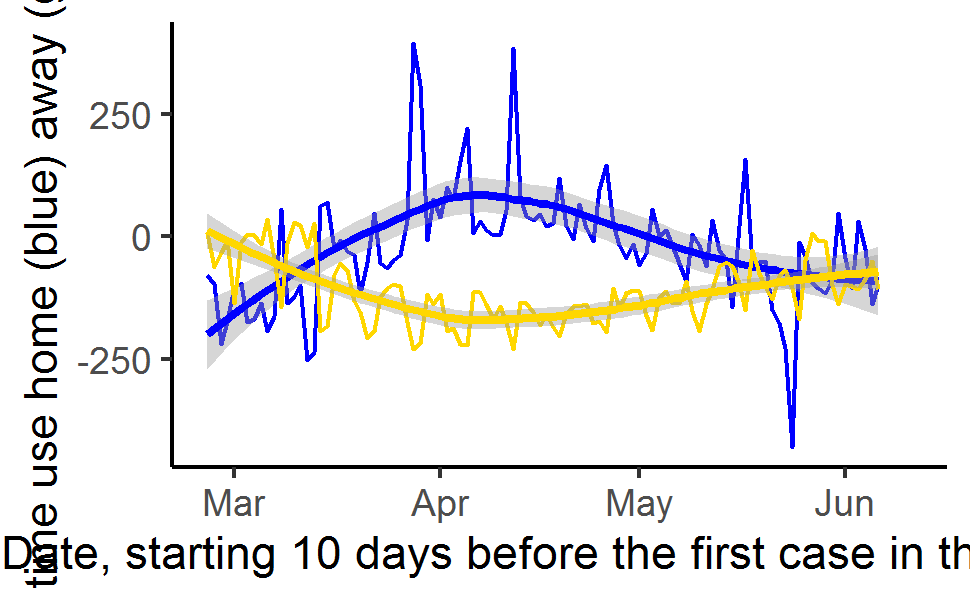 time use home (blue) away (
250
0
-250
Mar Apr May Jun
Date, starting 10 days before the first case in th